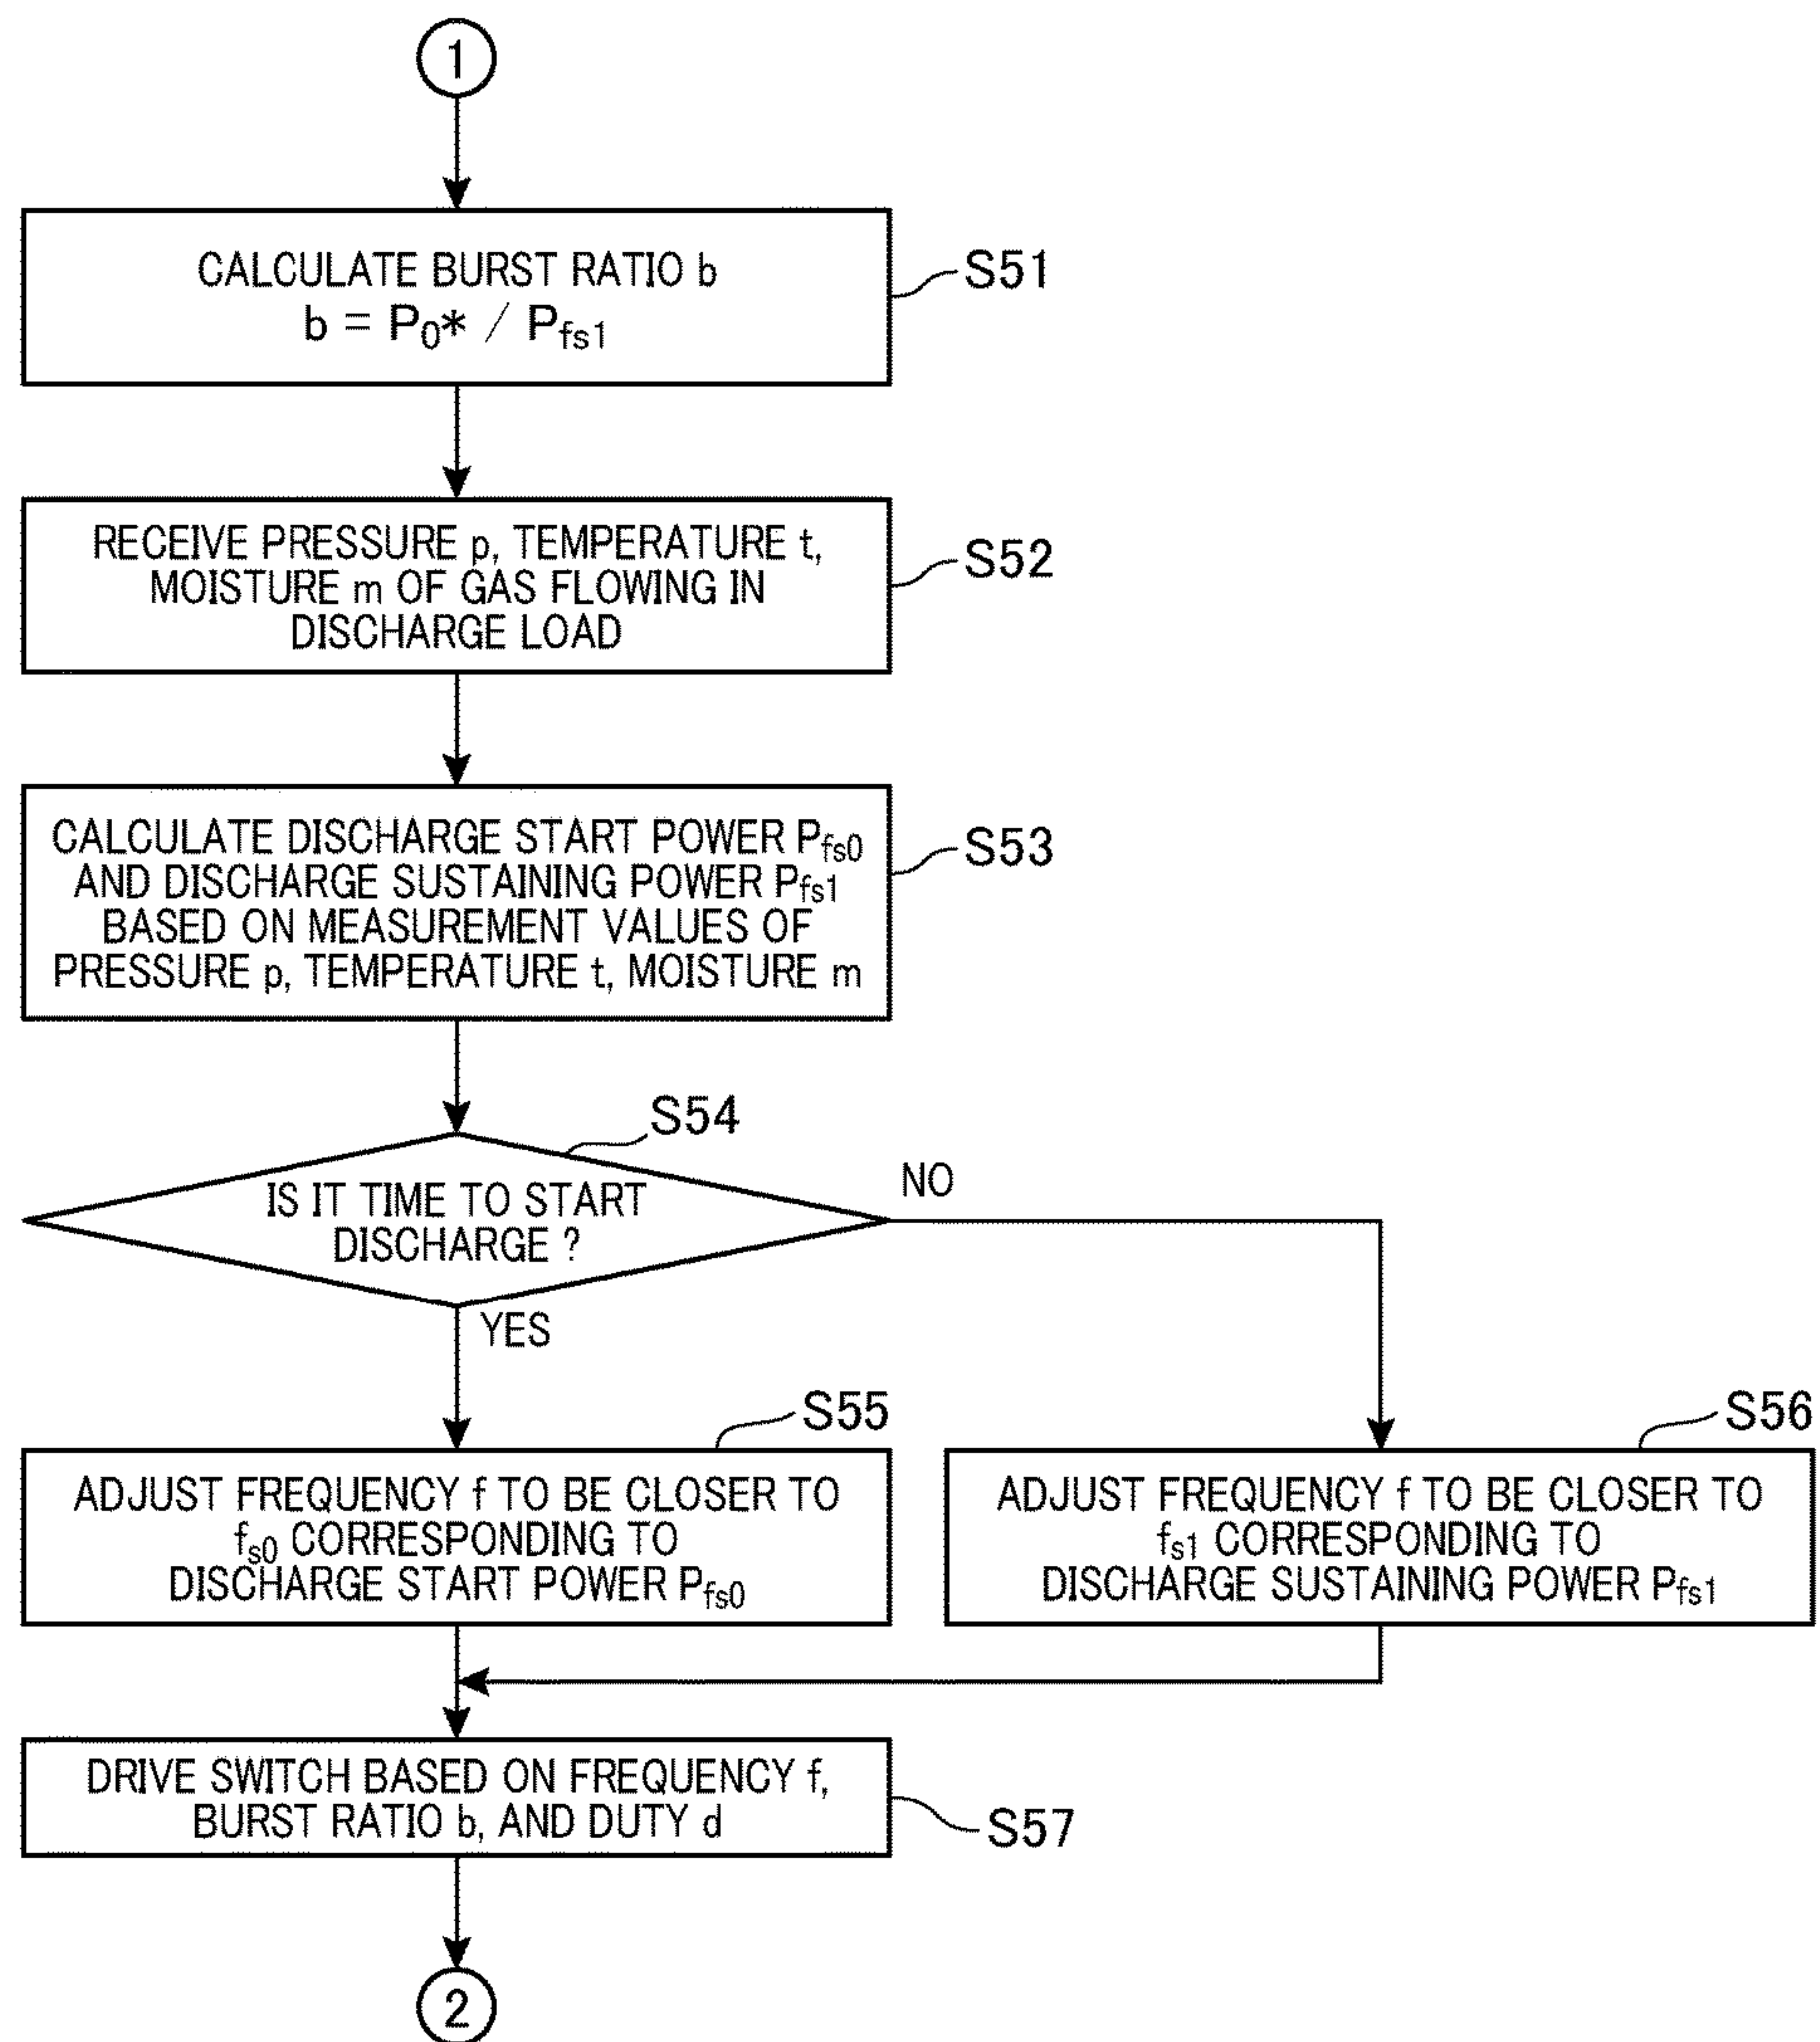 1
CALCULATE BURST RATIO b
b = P0* / Pfs1
S51
RECEIVE PRESSURE p, TEMPERATURE t,
MOISTURE m OF GAS FLOWING IN
DISCHARGE LOAD
S52
CALCULATE DISCHARGE START POWER Pfs0
AND DISCHARGE SUSTAINING POWER Pfs1
BASED ON MEASUREMENT VALUES OF
PRESSURE p, TEMPERATURE t, MOISTURE m
S53
S54
IS IT TIME TO START
DISCHARGE ?
NO
YES
S55
ADJUST FREQUENCY f TO BE CLOSER TO
fs0 CORRESPONDING TO
DISCHARGE START POWER Pfs0
S56
ADJUST FREQUENCY f TO BE CLOSER TO
fs1 CORRESPONDING TO
DISCHARGE SUSTAINING POWER Pfs1
DRIVE SWITCH BASED ON FREQUENCY f,
BURST RATIO b, AND DUTY d
S57
2